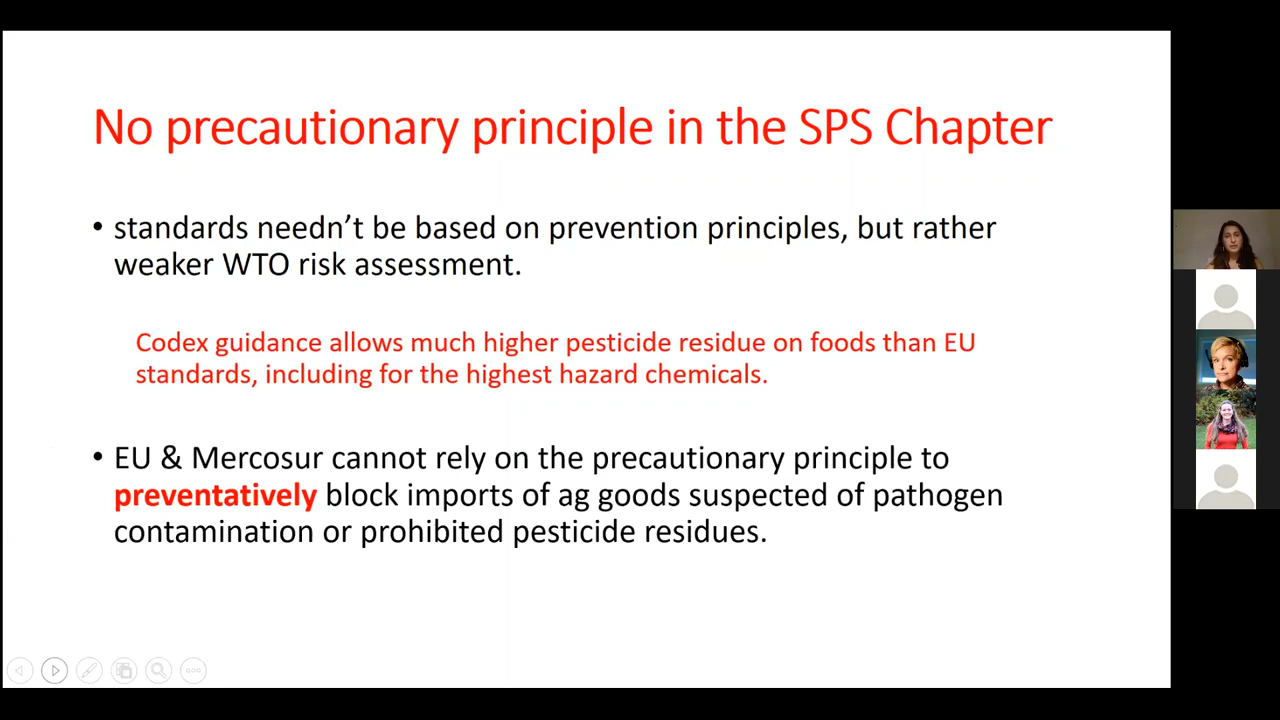 No precautionary principle in the SPS Chapter
• standards needn’t be based on prevention principles, but rather
weaker WTO risk assessment.
Codex guidance allows much higher pesticide residue on foods than EU
standards, including for the highest hazard chemicals.
• EU & Mercosur cannot rely on the precautionary principle to
preventatively block imports of ag goods suspected of pathogen
contamination or prohibited pesticide residues.